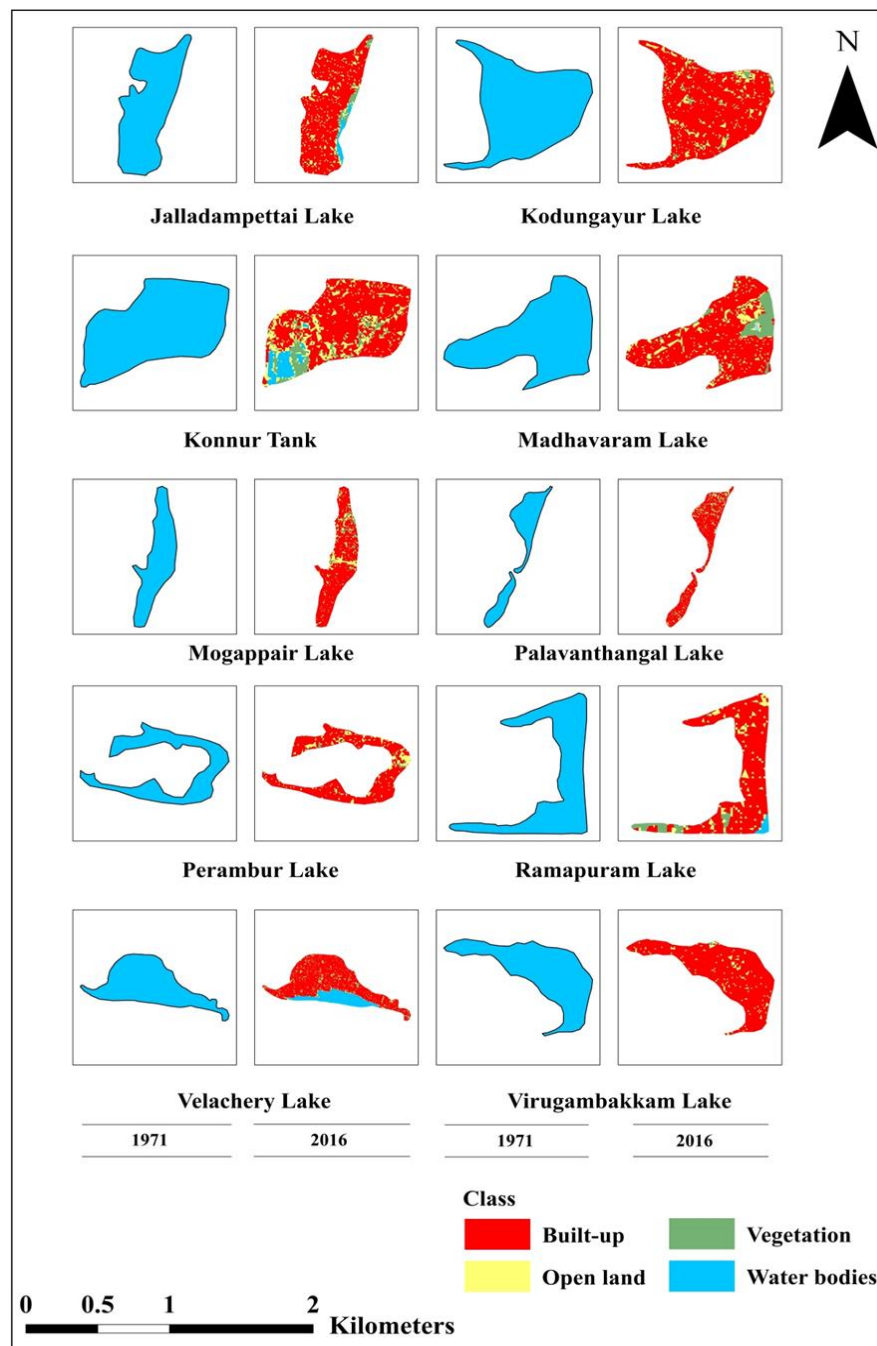 N
Jalladampettai Lake
Kodungayur Lake
Konnur Tank
Madhavaram Lake
Mogappair Lake
Palavanthangal Lake
Perambur Lake
Ramapuram Lake
Velachery Lake
Virugambakkam Lake
1971
2016
1971
2016
Class
Built-up
Vegetation
Open land
Water bodies
0 0.5 1 2
Kilometers